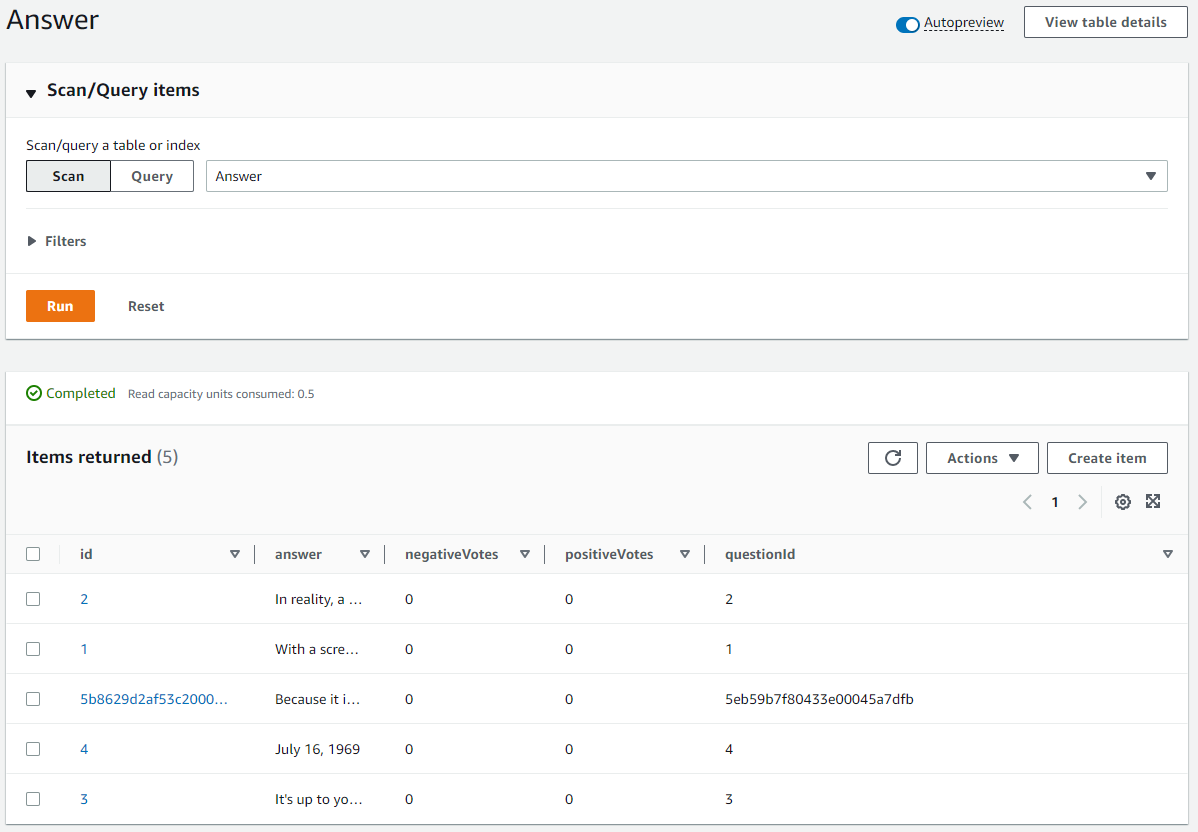 Answer
Autopreview
View table details
Scan/Query items
Scan/query a table or index
Scan Query Answer
Filters
Run Reset
Completed Read capacity units consumed: 0.5
Items returned (5)
Actions Create item
1
id answer negativeVotes positiveVotes questionId
2 In reality, a ... 0 0 2
1 With a scre... 0 0 1
5b8629d2af53c2000... Because it i... 0 0 5eb59b7f80433e00045a7dfb
4 July 16, 1969 0 0 4
3 It's up to yo... 0 0 3